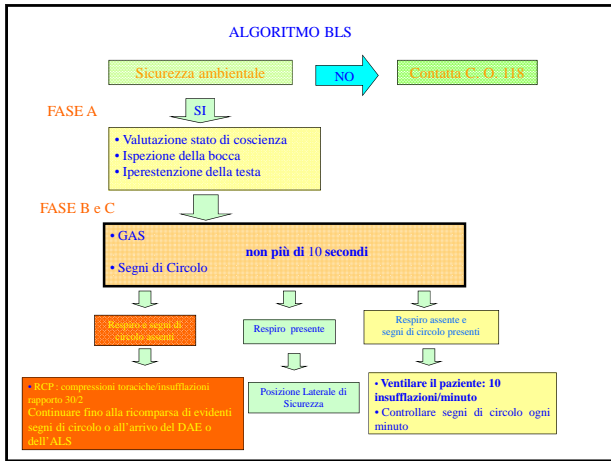 ALGORITMO BLS
Sicurezza ambientale
NO
Contatta C. O. 118
FASE A
SI
• Valutazione stato di coscienza
• Ispezione della bocca
• Iperestenzione della testa
FASE B e C
• GAS
non più di 10 secondi
• Segni di Circolo
Respiro e segni di
circolo assenti
Respiro presente
Respiro assente e
segni di circolo presenti
• RCP : compressioni toraciche/insufflazioni
rapporto 30/2
Continuare fino alla ricomparsa di evidenti
segni di circolo o all'arrivo del DAE o
dell'ALS
Posizione Laterale di
Sicurezza
• Ventilare il paziente: 10
insufflazioni/minuto
• Controllare segni di circolo ogni
minuto